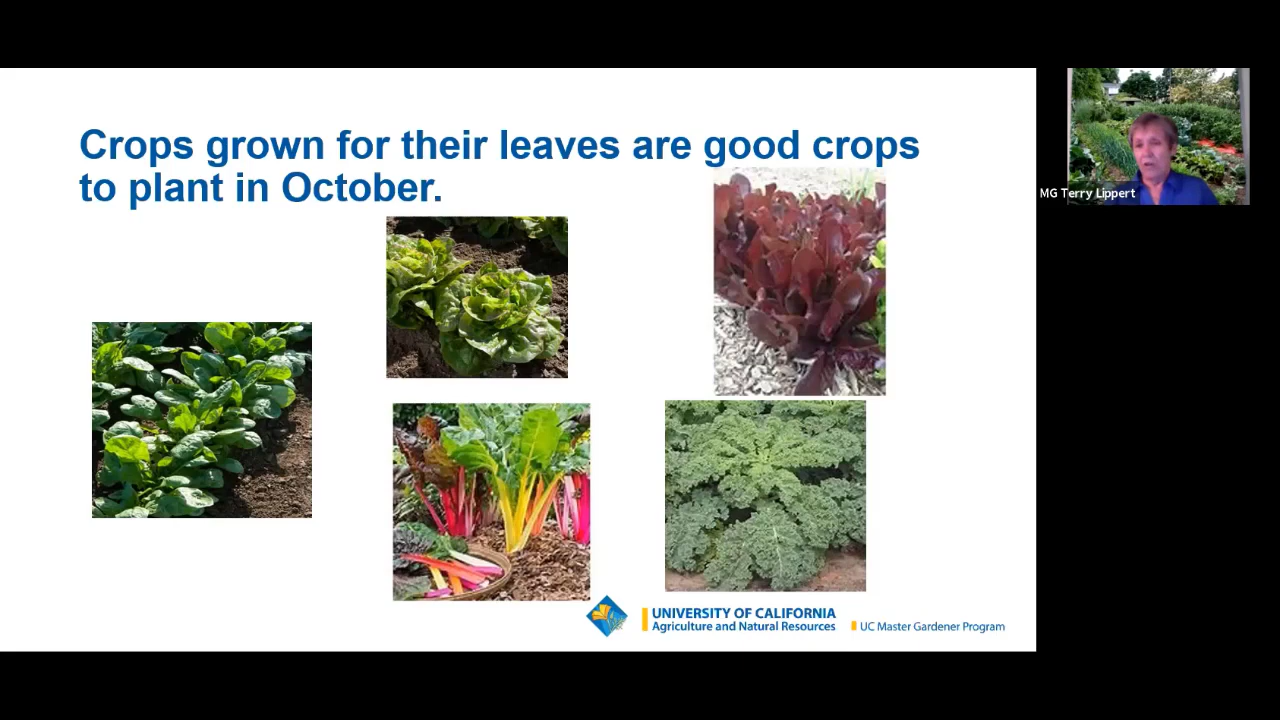 Crops grown for their leaves are good crops
to plant in October.
MG Terry Lippert
UNIVERSITY OF CALIFORNIA
Agriculture and Natural Resources
UC Master Gardener Program